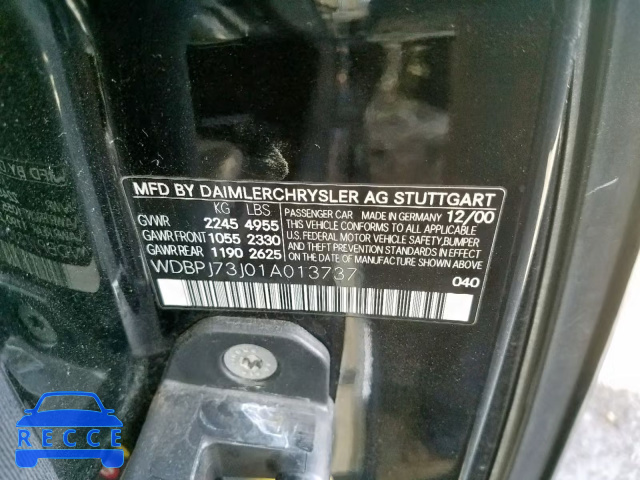 MFD BY DAIMLERCHRYSLER AG STUTTGART
KG LBS PASSENGER CAR MADE IN GERMANY 12/00
GVWR 2245 4955 THIS VEHICLE CONFORMS TO ALL APPLICABLE
GAWR FRONT 1055 2330 U.S. FEDERAL MOTOR VEHICLE SAFETY, BUMPER
GAWR REAR 1190 2625 AND THEFT PREVENTION STANDARDS IN EFFECT
ON THE DATE OF MANUFACTURE SHOWN ABOVE
WDBPJ73J01A013737 040
RECCE